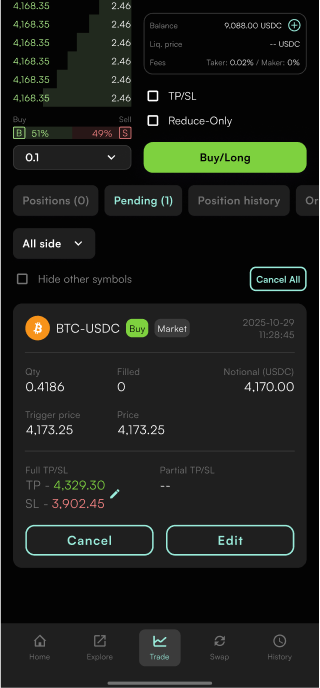 4,168.35 2.46
4,168.35 2.46
4,168.35 2.46
4,168.35 2.46
4,168.35 2.46
Buy Sell
B 51% 49% S
0.1
Balance 9,088.00 USDC
Liq. price -- USDC
Fees Taker: 0.02% / Maker: 0%
TP/SL
Reduce-Only
Buy/Long
Positions (0) Pending (1) Position history Or
All side
Hide other symbols Cancel All
BTC-USDC Buy Market 2025-10-29
11:28:45
Qty Filled Notional (USDC)
0.4186 0 4,170.00
Trigger price Price
4,173.25 4,173.25
Full TP/SL Partial TP/SL
TP - 4,329.30 --
SL - 3,902.45
Cancel Edit
Home Explore Trade Swap History